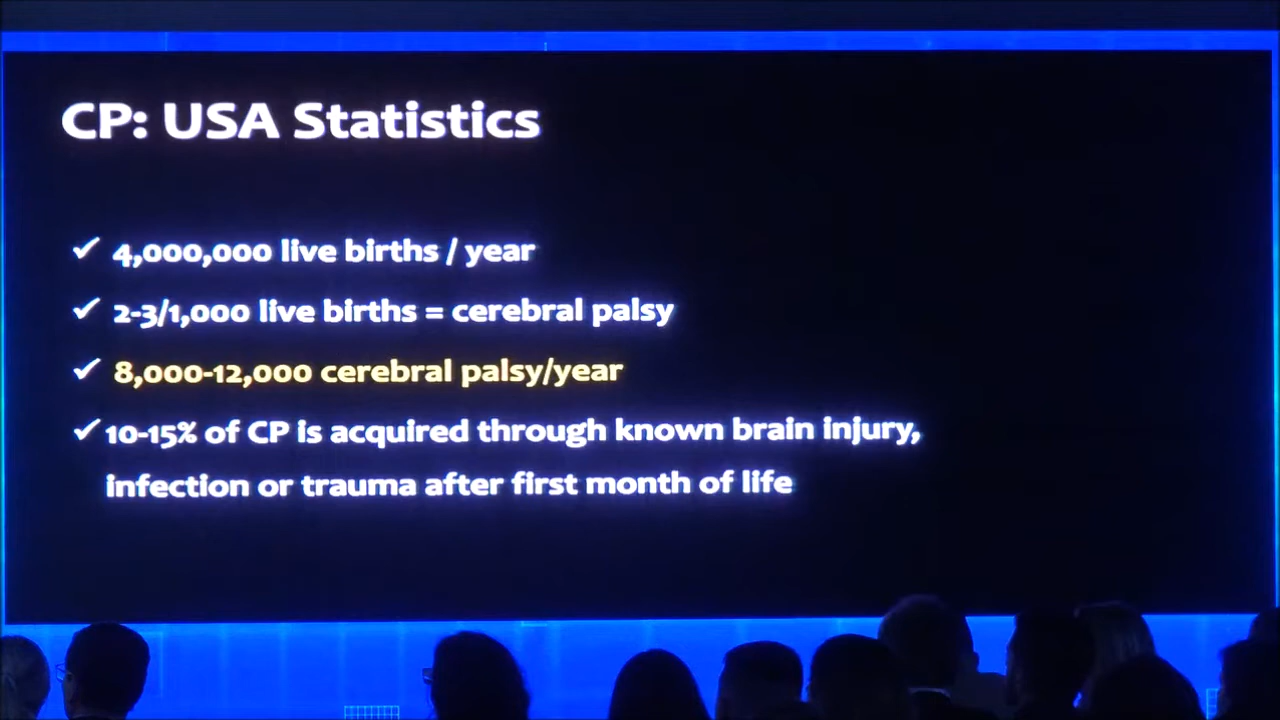 CP: USA Statistics
✓ 4,000,000 live births / year
✓ 2-3/1,000 live births = cerebral palsy
✓ 8,000-12,000 cerebral palsy/year
✓ 10-15% of CP is acquired through known brain injury,
infection or trauma after first month of life